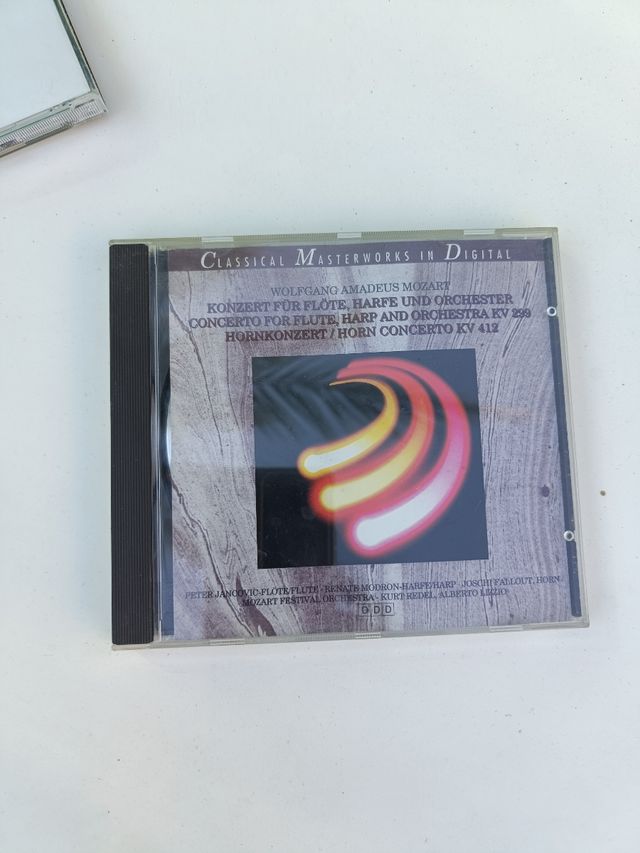 CLASSICAL MASTERWORKS IN DIGITAL
WOLFGANG AMADEUS MOZART
KONZERT FÜR FLÖTE, HARFE UND ORCHESTER
CONCERTO FOR FLUTE, HARP AND ORCHESTRA KV 299
HORNKONZERT / HORN CONCERTO KV 412
PETER JANCOVIC-FLÖTE/FLUTE · RENATE MODRON-HARFE/HARP · JOSCHI FALLOUT, HORN
MOZART FESTIVAL ORCHESTRA · KURT REDEL, ALBERTO LIZZIO
DDD